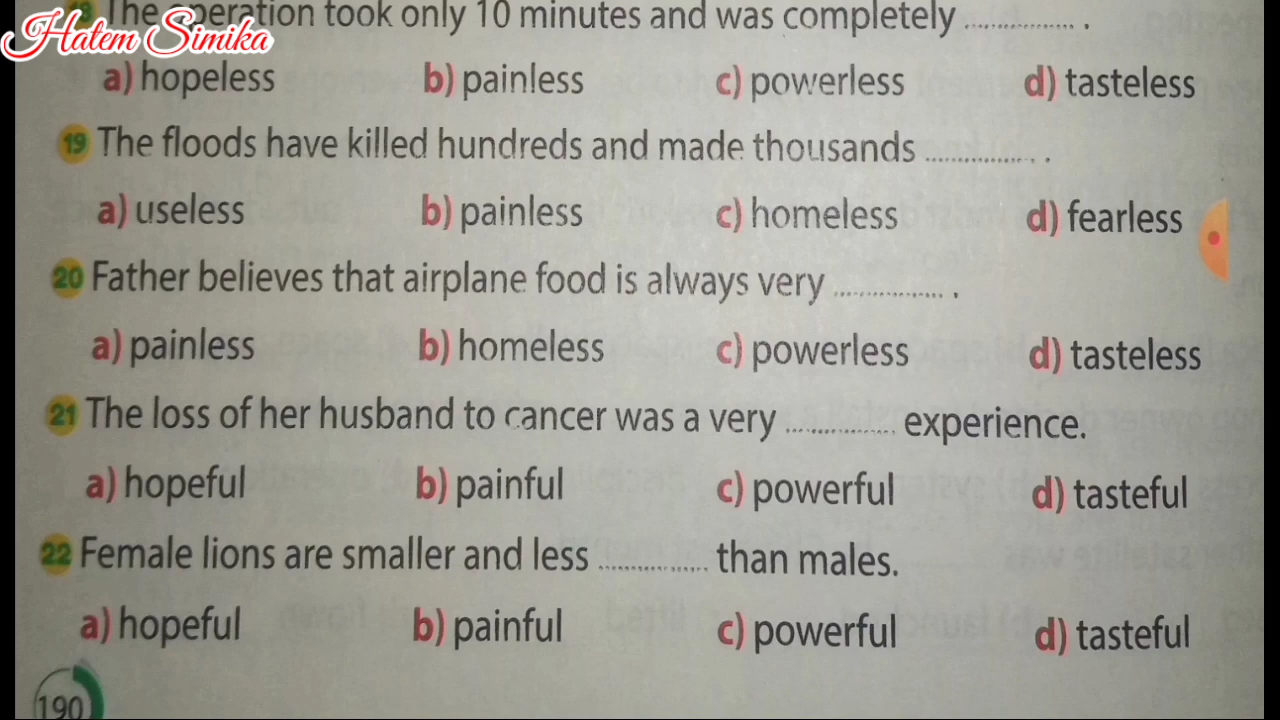 Hatem Simika
18 The operation took only 10 minutes and was completely ................ .
a) hopeless b) painless c) powerless d) tasteless
19 The floods have killed hundreds and made thousands ................ .
a) useless b) painless c) homeless d) fearless
20 Father believes that airplane food is always very ................ .
a) painless b) homeless c) powerless d) tasteless
21 The loss of her husband to cancer was a very ................ experience.
a) hopeful b) painful c) powerful d) tasteful
22 Female lions are smaller and less ................ than males.
a) hopeful b) painful c) powerful d) tasteful
190